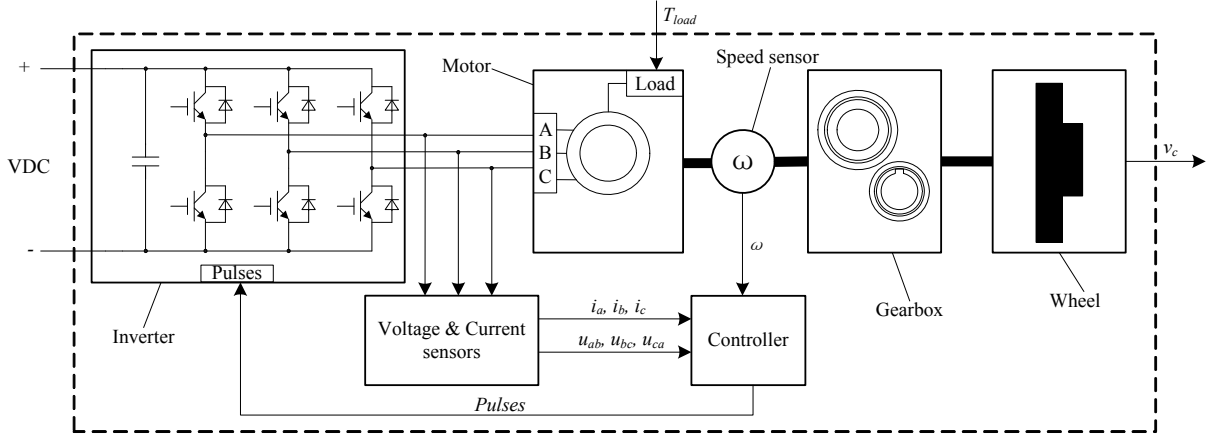 T_load
+
Motor
Speed sensor
Load
A
B
C
VDC
ω
v_c
-
ω
Pulses
Inverter
Gearbox
Wheel
Voltage & Current
sensors
i_a, i_b, i_c
u_ab, u_bc, u_ca
Controller
Pulses